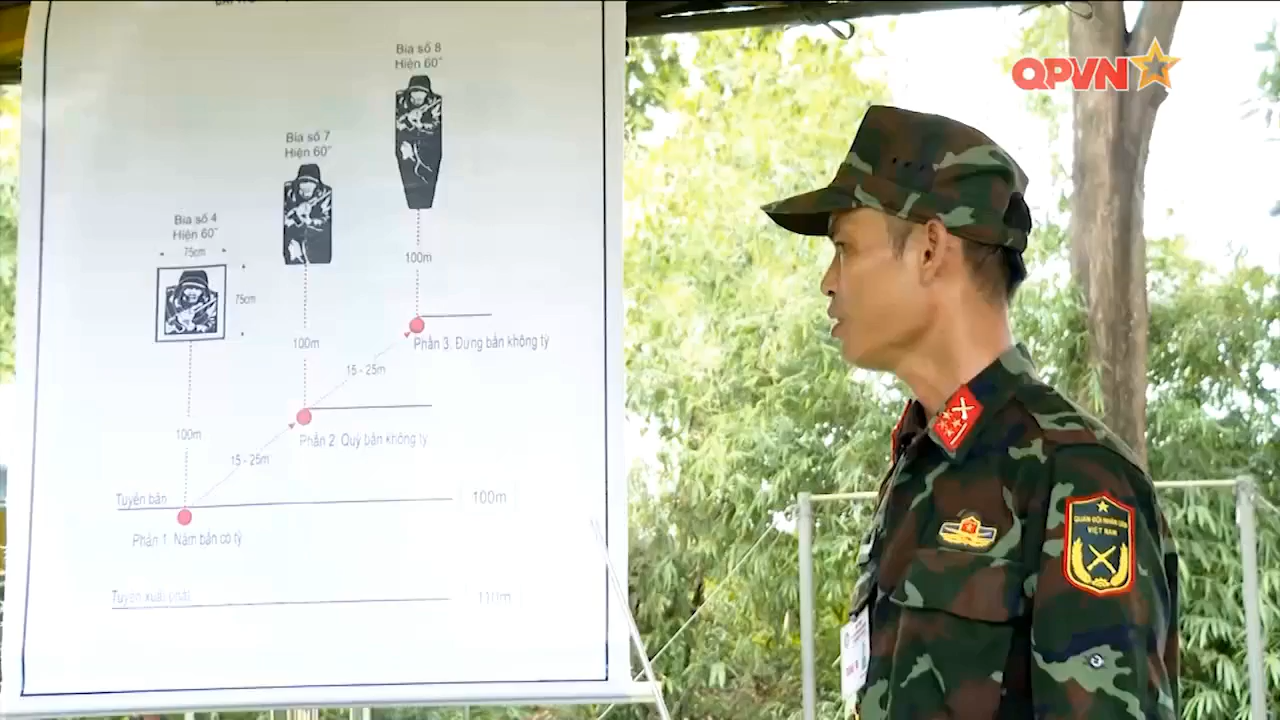 Bia số 8
Hiện 60"
Bia số 7
Hiện 60"
Bia số 4
Hiện 60"
75cm
75cm
100m
100m
100m
Phần 3. Đứng bắn không tỳ
15 - 25m
Phần 2. Quỳ bắn không tỳ
15 - 25m
Tuyến bắn
100m
Phần 1. Nằm bắn có tỳ
Tuyến xuất phát
110m
QPVN
QUÂN ĐỘI NHÂN DÂN
VIỆT NAM